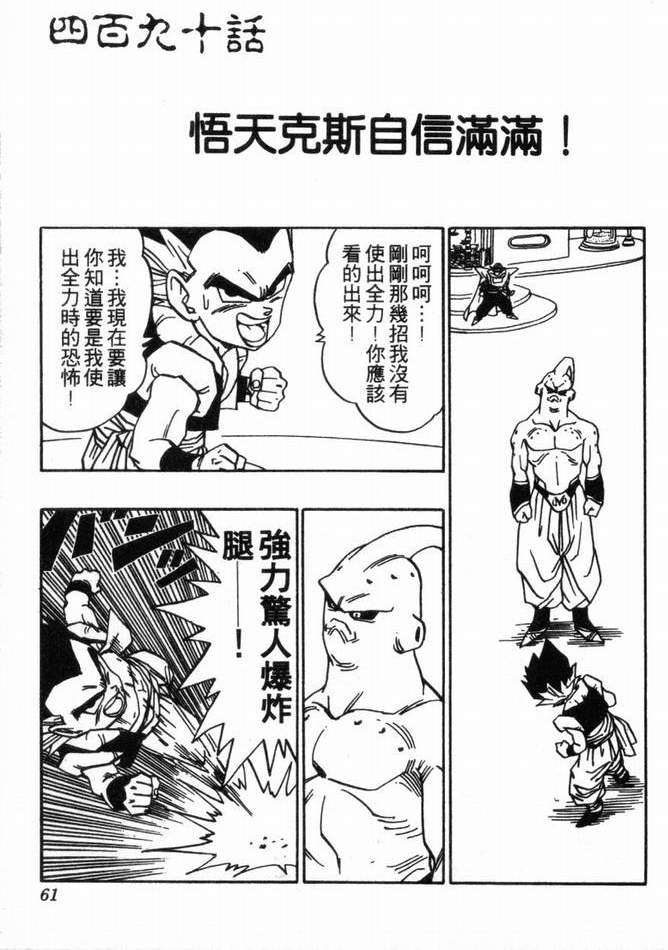 四百九十話
悟天克斯自信滿滿！
呵呵呵…！
剛剛那幾招我沒有
使出全力！你應該
看的出來！
我…我現在要讓
你知道要是我使
出全力時的恐怖！
M
強力驚人爆炸
腿——！
61